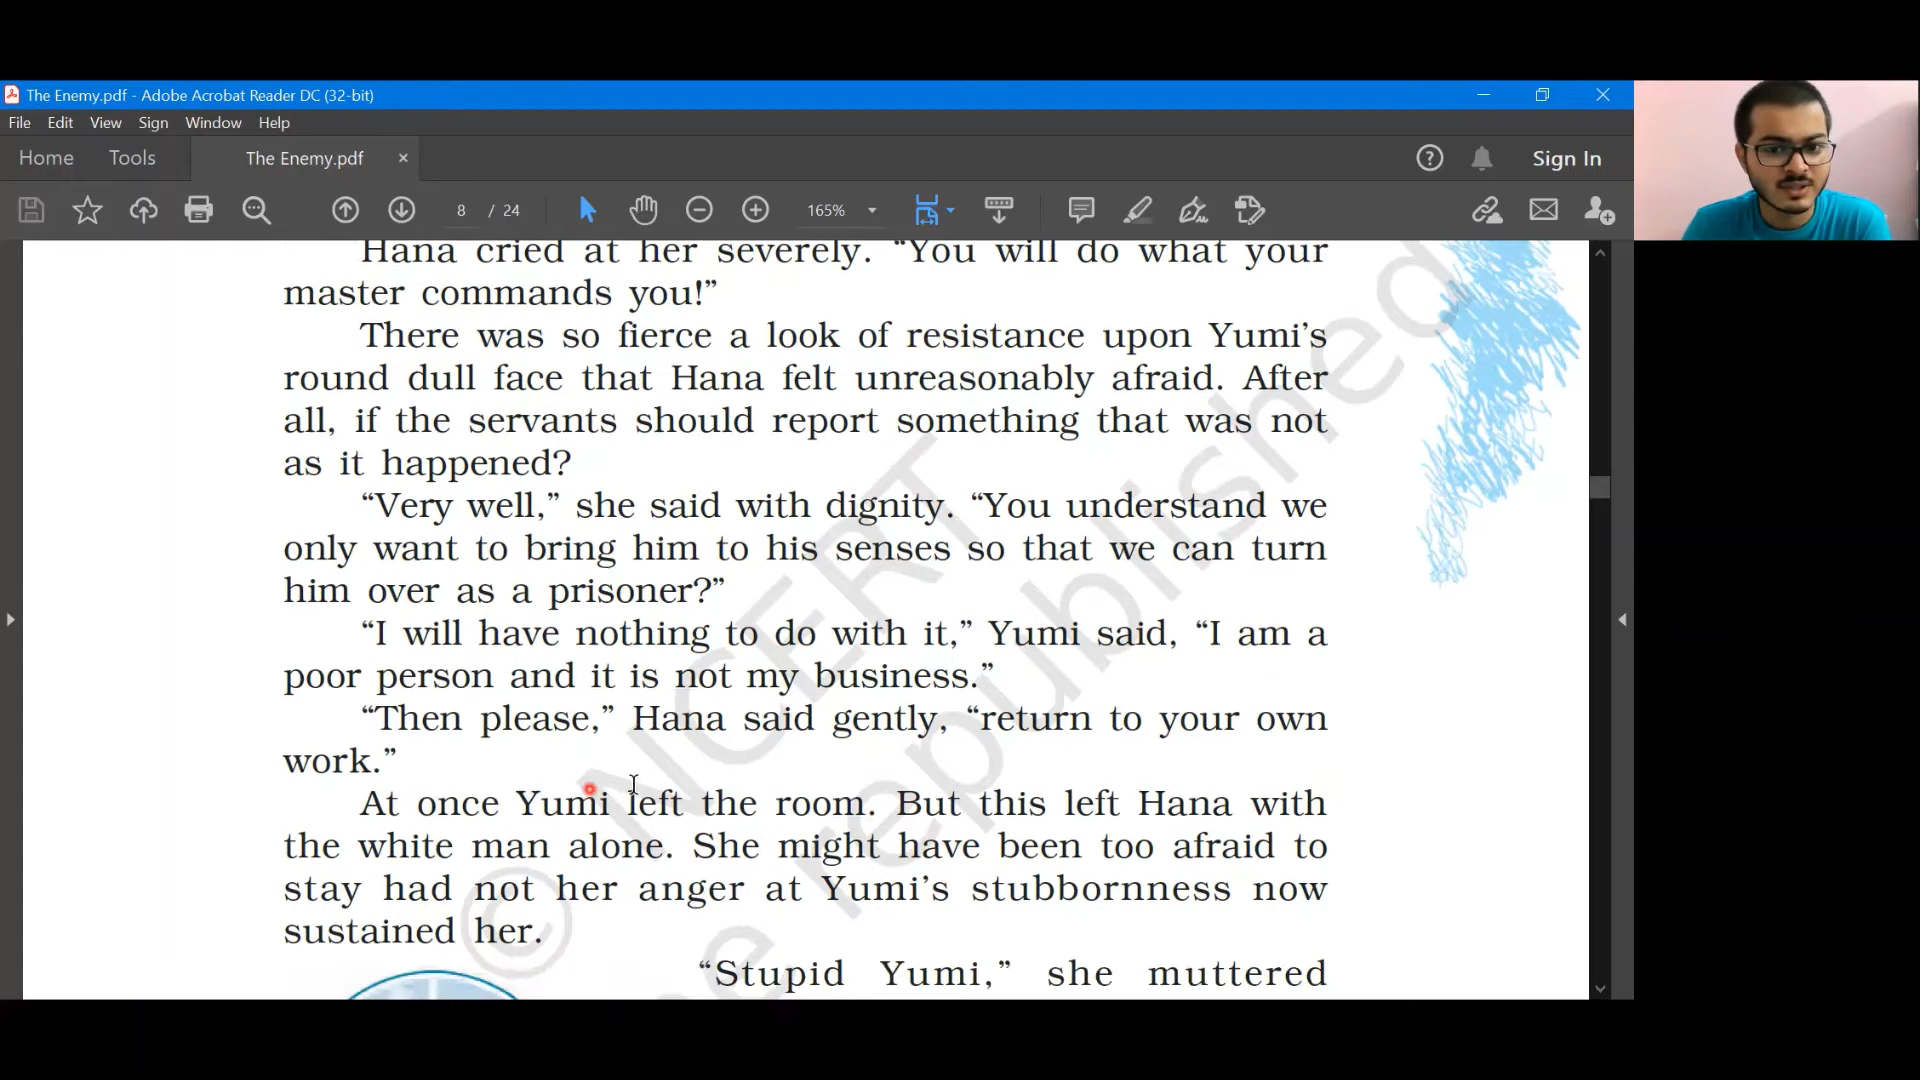 The Enemy.pdf - Adobe Acrobat Reader DC (32-bit)
File Edit View Sign Window Help
Home Tools The Enemy.pdf × Sign In
8 / 24 165%
Hana cried at her severely. “You will do what your
master commands you!”
There was so fierce a look of resistance upon Yumi’s
round dull face that Hana felt unreasonably afraid. After
all, if the servants should report something that was not
as it happened?
“Very well,” she said with dignity. “You understand we
only want to bring him to his senses so that we can turn
him over as a prisoner?”
“I will have nothing to do with it,” Yumi said, “I am a
poor person and it is not my business.”
“Then please,” Hana said gently, “return to your own
work.”
At once Yumi left the room. But this left Hana with
the white man alone. She might have been too afraid to
stay had not her anger at Yumi’s stubbornness now
sustained her.
“Stupid Yumi,” she muttered
© NCERT
e republished